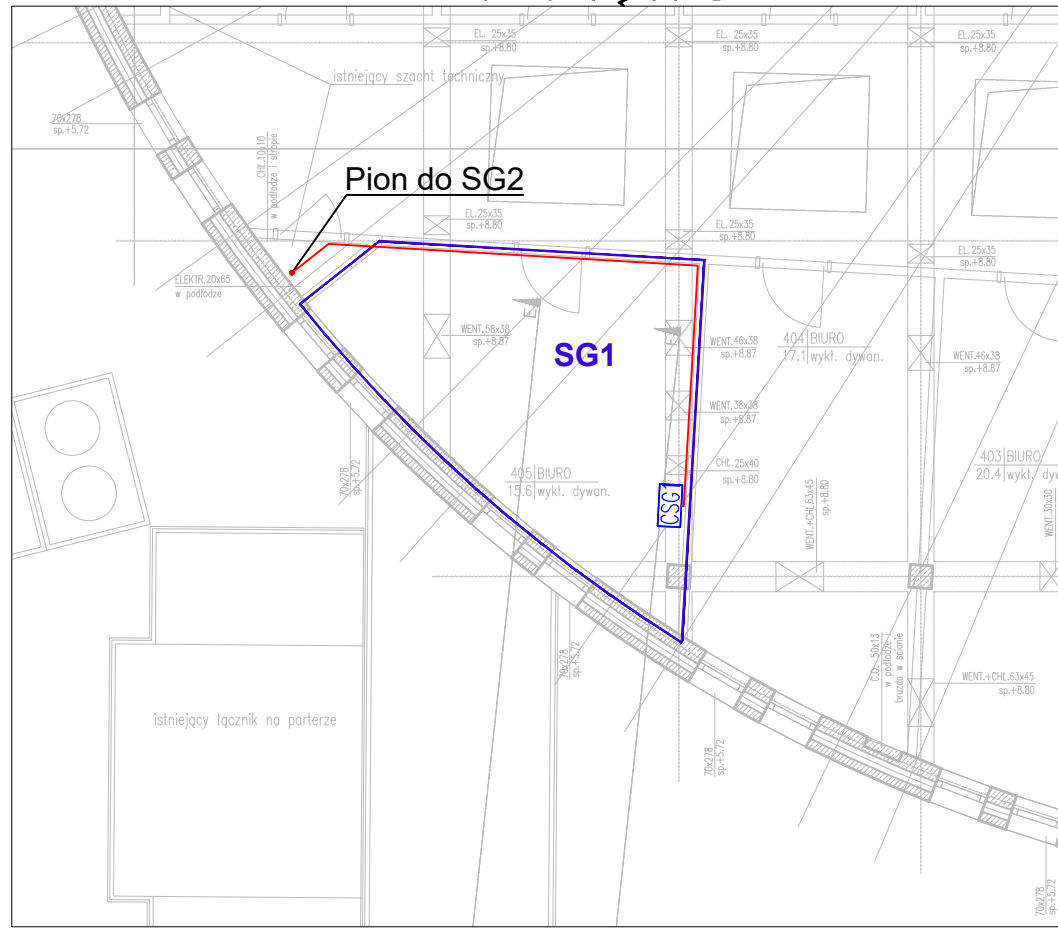 EL. 25x35
sp.+8.80
EL. 25x35
sp.+8.80
EL.25x35
sp.+8.80
istniejący szacht techniczny
70x278
sp.+5.72
CHŁ.10x10
w podłodze i stropie
Pion do SG2
EL.25x35
sp.+8.80
EL.25x35
sp.+8.80
EL.25x35
sp.+8.80
ELEKTR.20x65
w podłodze
WENT.58x38
sp.+8.87
SG1
WENT.46x38
sp.+8.87
404 BIURO
17.1 wykł. dywan.
WENT.46x38
sp.+8.87
WENT.38x38
sp.+8.87
CHŁ.25x40
sp.+8.80
405 BIURO
15.6 wykł. dywan.
403 BIURO
20.4 wykł. dyw
70x278
sp.+5.72
CSG1
WENT.+CHŁ.63x45
sp.+8.80
WENT.30x30
70x278
sp.+5.72
C.O. 50x13
w podłodze i
bruzda w ścianie
WENT.+CHŁ.63x45
sp.+8.80
istniejący łącznik na parterze
70x278
sp.+5.72
70x278
sp.+5.72